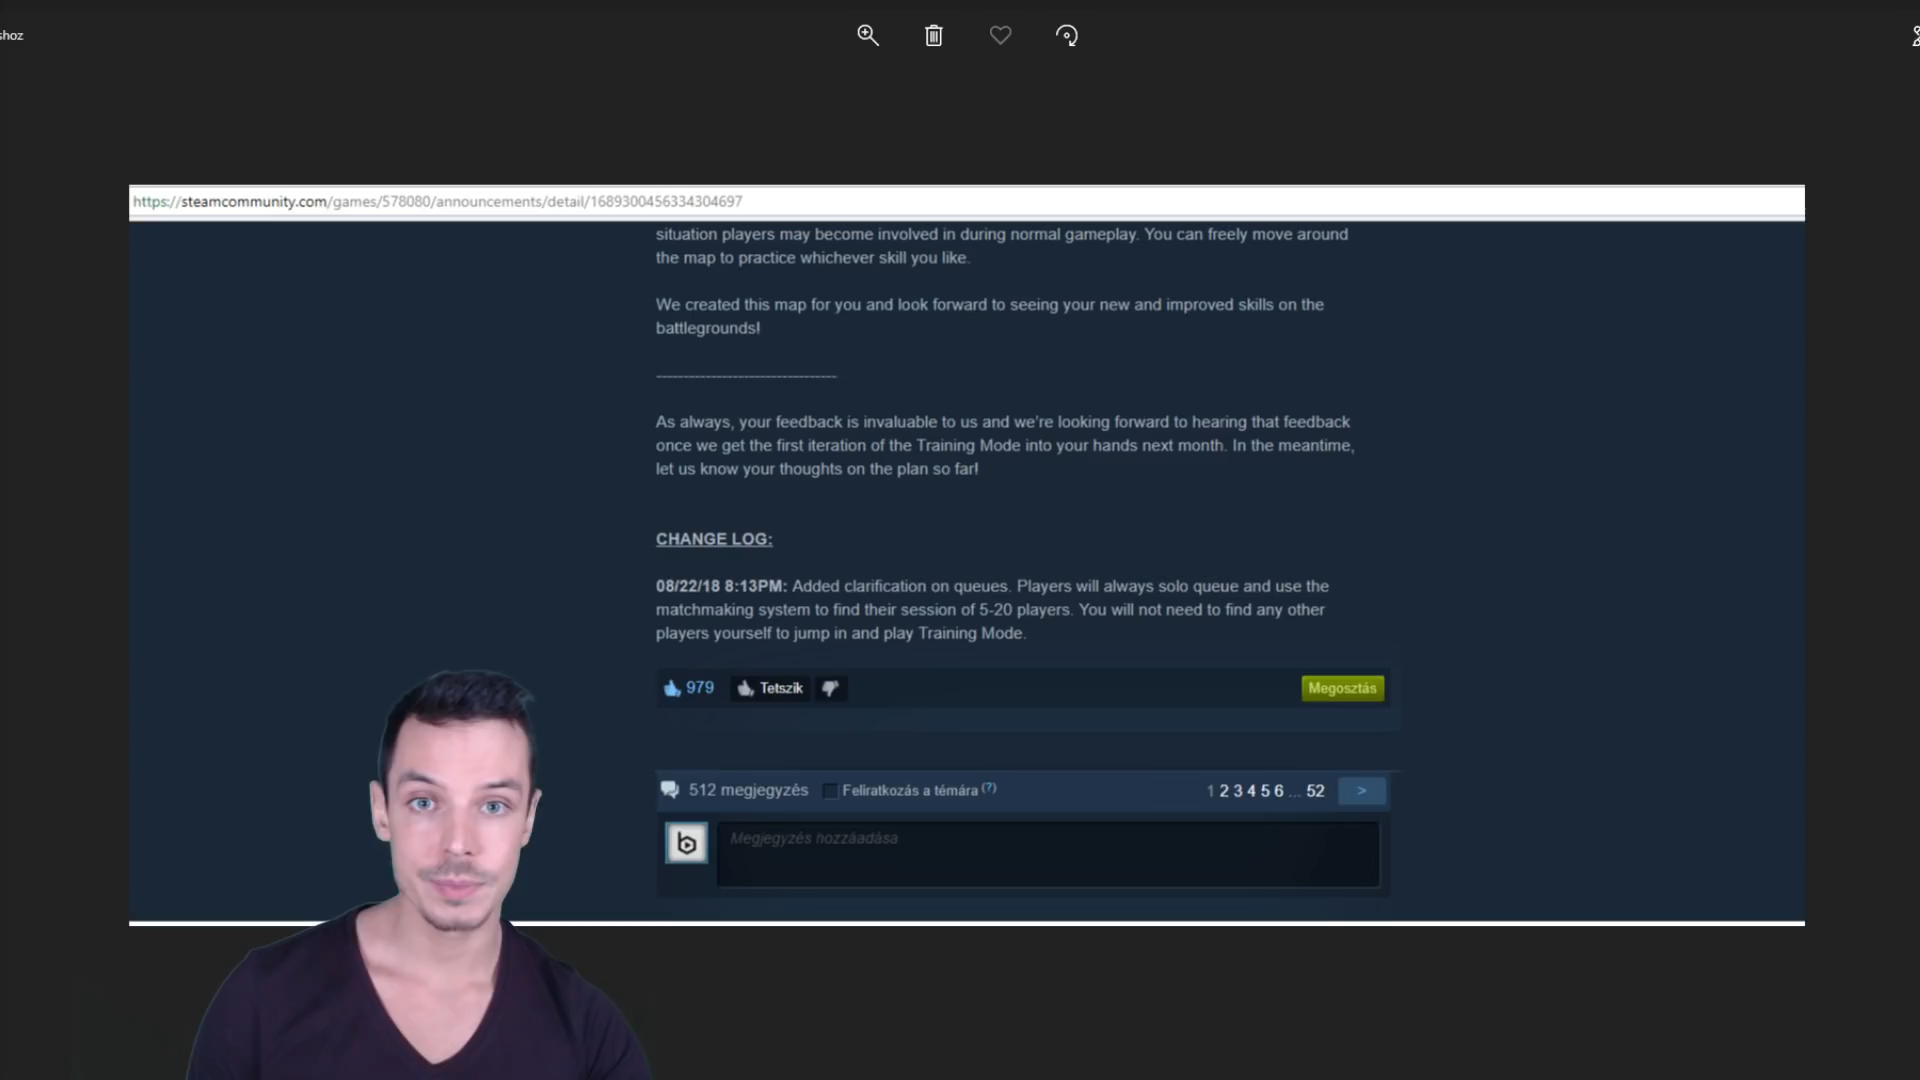 shoz
https://steamcommunity.com/games/578080/announcements/detail/1689300456334304697
situation players may become involved in during normal gameplay. You can freely move around
the map to practice whichever skill you like.
We created this map for you and look forward to seeing your new and improved skills on the
battlegrounds!
---------------------------------
As always, your feedback is invaluable to us and we're looking forward to hearing that feedback
once we get the first iteration of the Training Mode into your hands next month. In the meantime,
let us know your thoughts on the plan so far!
CHANGE LOG:
08/22/18 8:13PM: Added clarification on queues. Players will always solo queue and use the
matchmaking system to find their session of 5-20 players. You will not need to find any other
players yourself to jump in and play Training Mode.
979 Tetszik Megosztás
512 megjegyzés Feliratkozás a témára (?) 1 2 3 4 5 6 ... 52 >
Megjegyzés hozzáadása